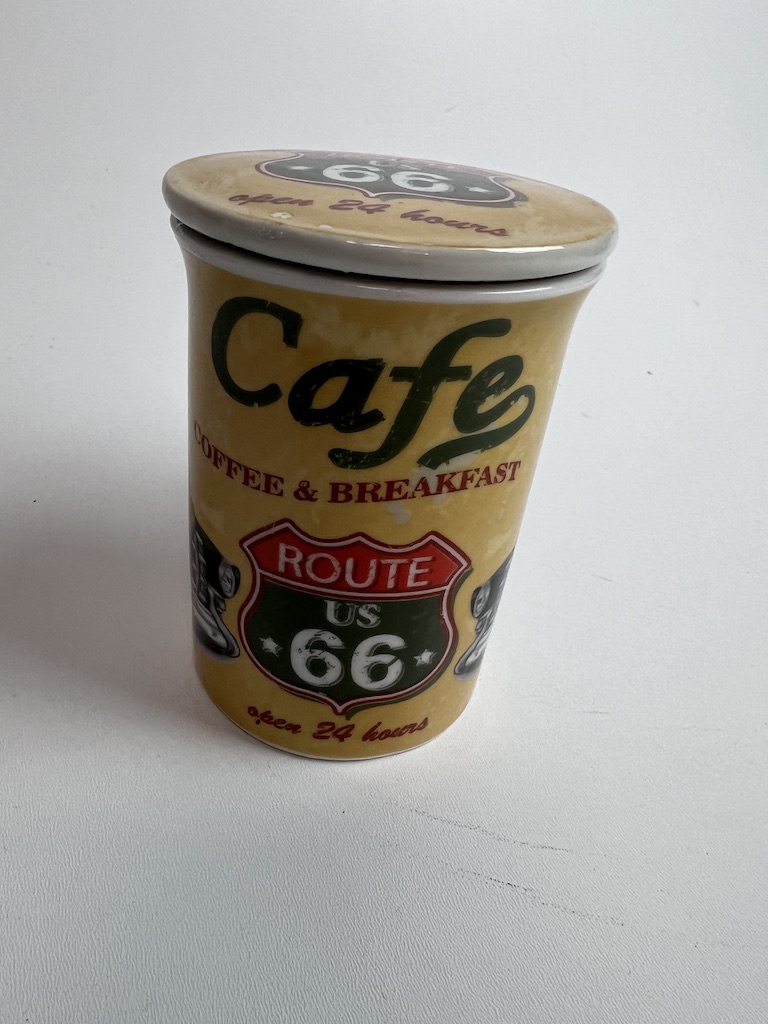 66
open 24 hours
Cafe
COFFEE & BREAKFAST
ROUTE
US
66
open 24 hours